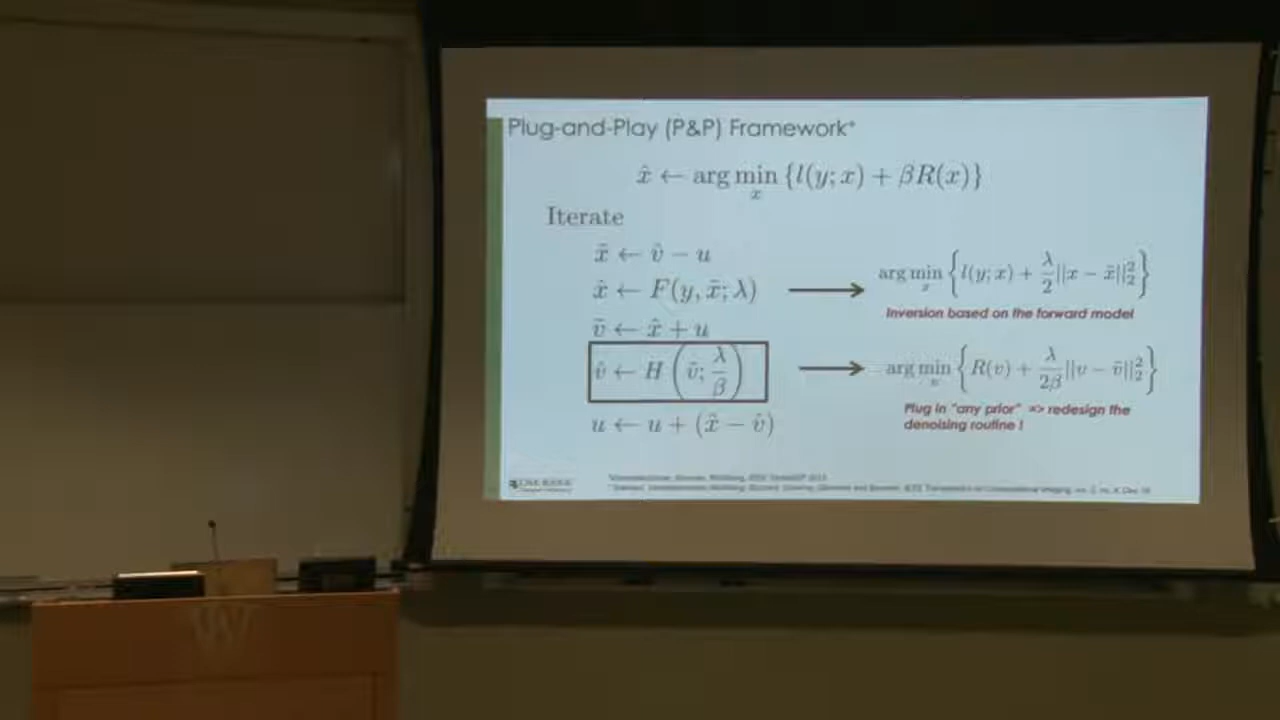 Plug-and-Play (P&P) Framework⁺
x̂ ← arg min_x {l(y; x) + βR(x)}
Iterate
x̃ ← v̂ − u
x̂ ← F(y, x̃; λ) → arg min_x {l(y; x) + λ/2 ||x − x̃||₂²}
Inversion based on the forward model
ṽ ← x̂ + u
v̂ ← H(ṽ; λ/β) → arg min_v {R(v) + λ/2β ||v − ṽ||₂²}
Plug in "any prior" => redesign the
denoising routine !
u ← u + (x̂ − v̂)
W